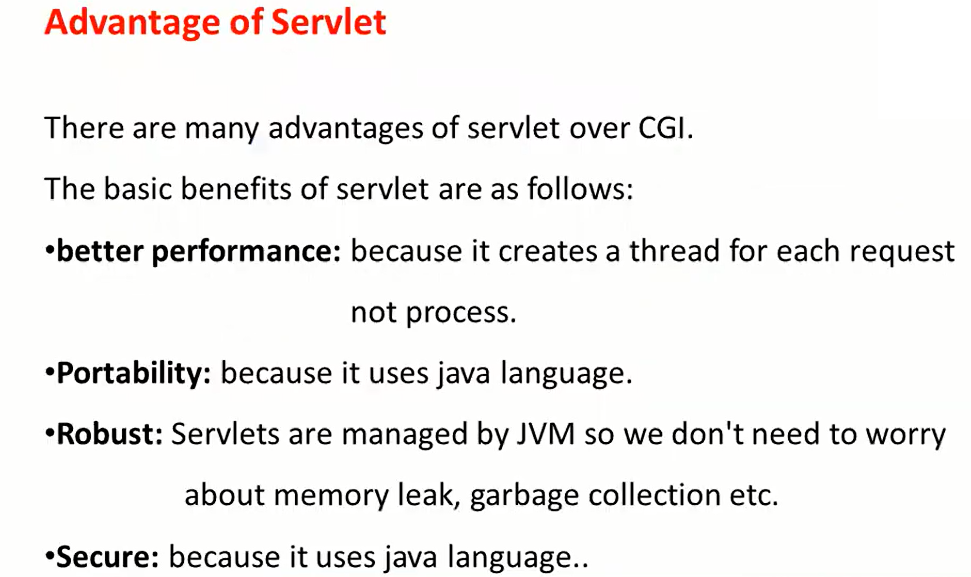 Advantage of Servlet
There are many advantages of servlet over CGI.
The basic benefits of servlet are as follows:
•better performance: because it creates a thread for each request
not process.
•Portability: because it uses java language.
•Robust: Servlets are managed by JVM so we don't need to worry
about memory leak, garbage collection etc.
•Secure: because it uses java language..